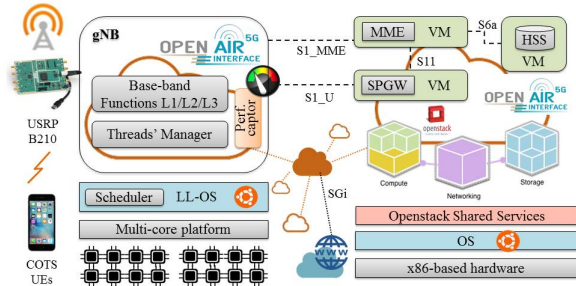 gNB
OPEN AIR 5G
INTERFACE
Base-band
Functions L1/L2/L3
Threads' Manager
Perf.
captor
USRP
B210
COTS
UEs
Scheduler
LL-OS
Multi-core platform
S1_MME
S1_U
MME
VM
S6a
HSS
VM
S11
SPGW
VM
OPEN AIR 5G
INTERFACE
openstack
Compute
Networking
Storage
SGi
WWW
Openstack Shared Services
OS
x86-based hardware